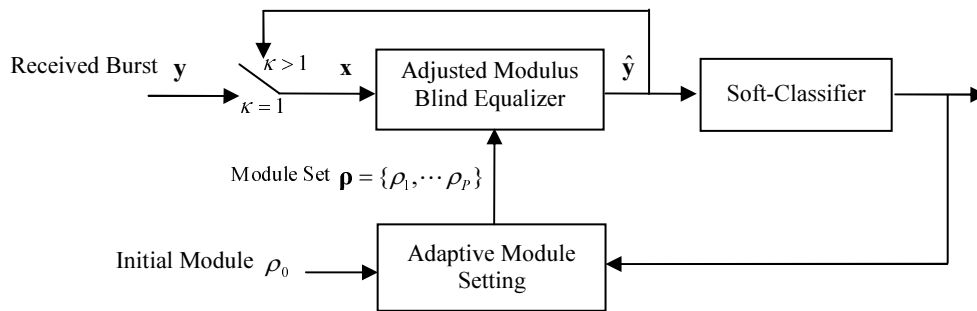 Received Burst y
κ > 1
κ = 1
x
Adjusted Modulus
Blind Equalizer
ŷ
Soft-Classifier
Module Set ρ = {ρ₁,⋯ρ_P}
Initial Module ρ₀
Adaptive Module
Setting